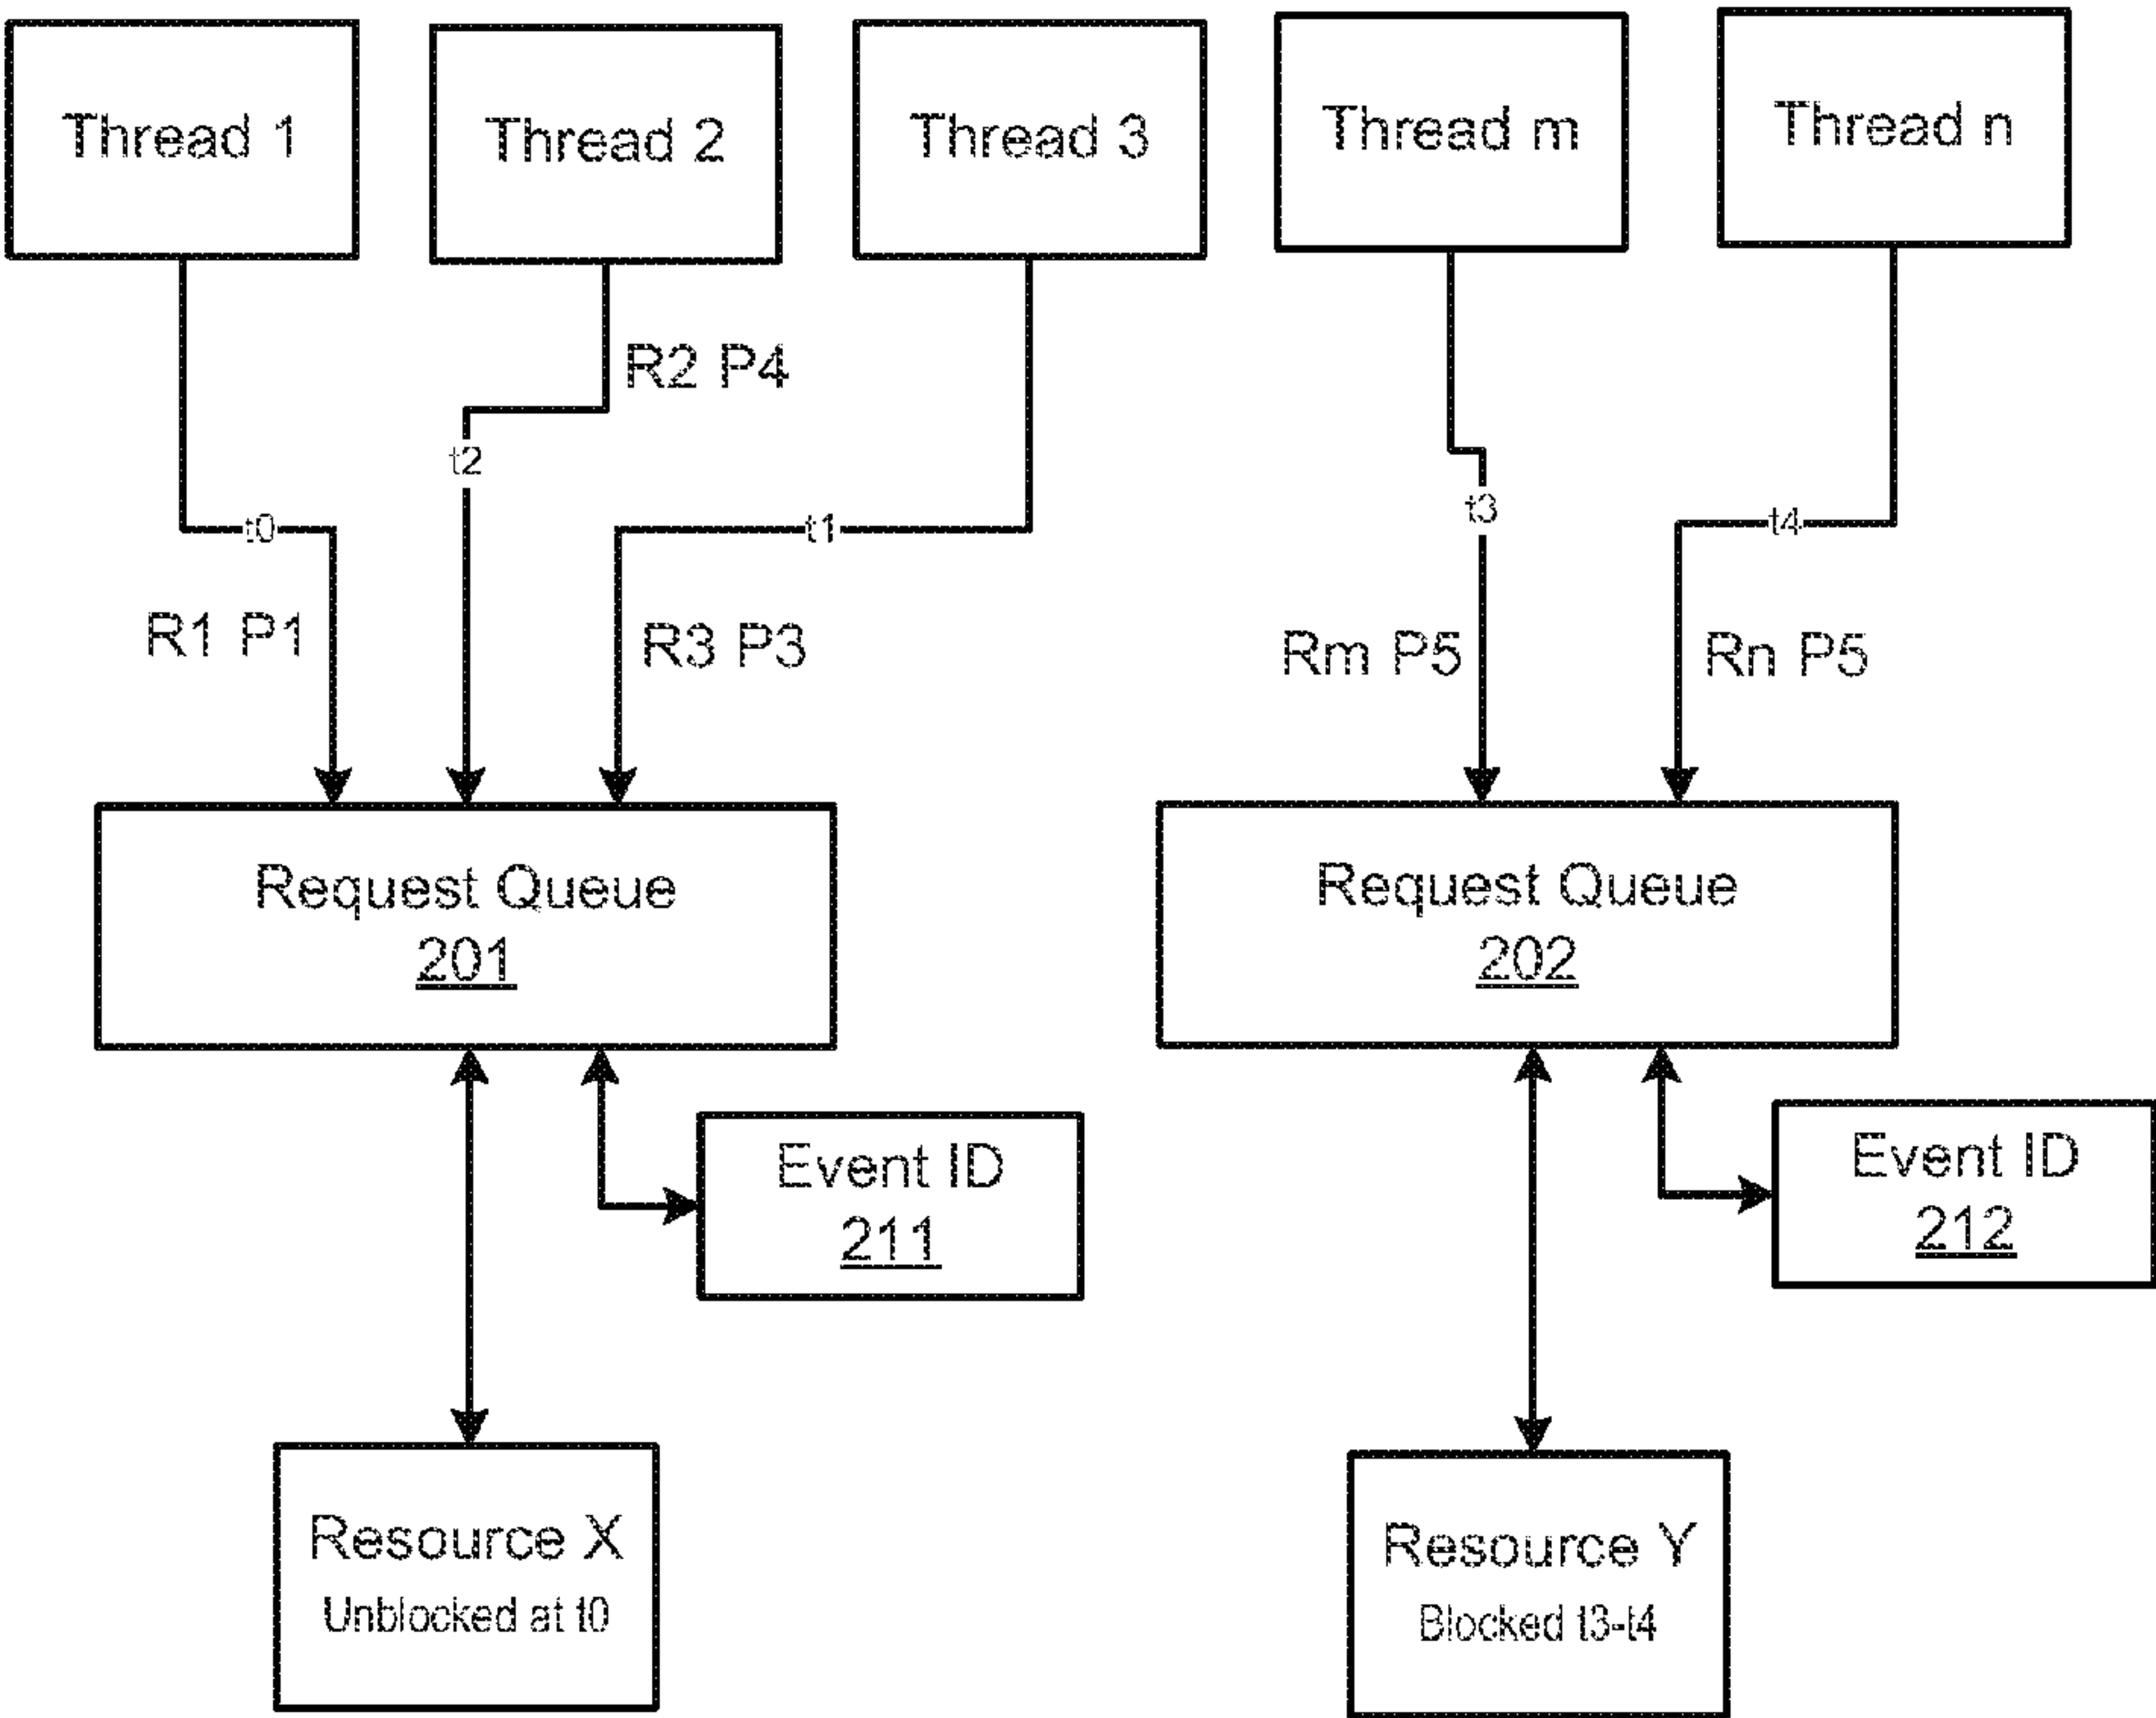 Thread 1
Thread 2
Thread 3
Thread m
Thread n
R2 P4
t2
t0
t1
t3
t4
R1 P1
R3 P3
Rm P5
Rn P5
Request Queue
201
Request Queue
202
Event ID
211
Event ID
212
Resource X
Unblocked at t0
Resource Y
Blocked t3-t4